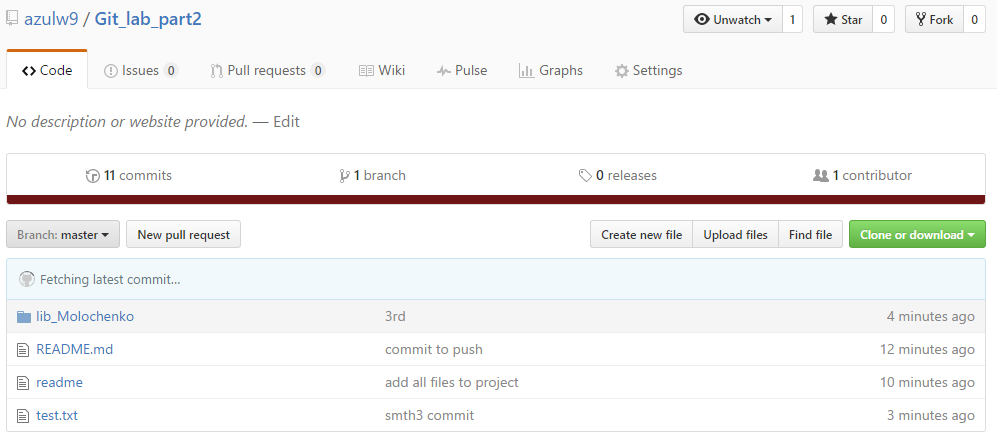 azulw9 / Git_lab_part2 Unwatch 1 Star 0 Fork 0
Code Issues 0 Pull requests 0 Wiki Pulse Graphs Settings
No description or website provided. — Edit
11 commits 1 branch 0 releases 1 contributor
Branch: master New pull request Create new file Upload files Find file Clone or download
Fetching latest commit...
lib_Molochenko 3rd 4 minutes ago
README.md commit to push 12 minutes ago
readme add all files to project 10 minutes ago
test.txt smth3 commit 3 minutes ago